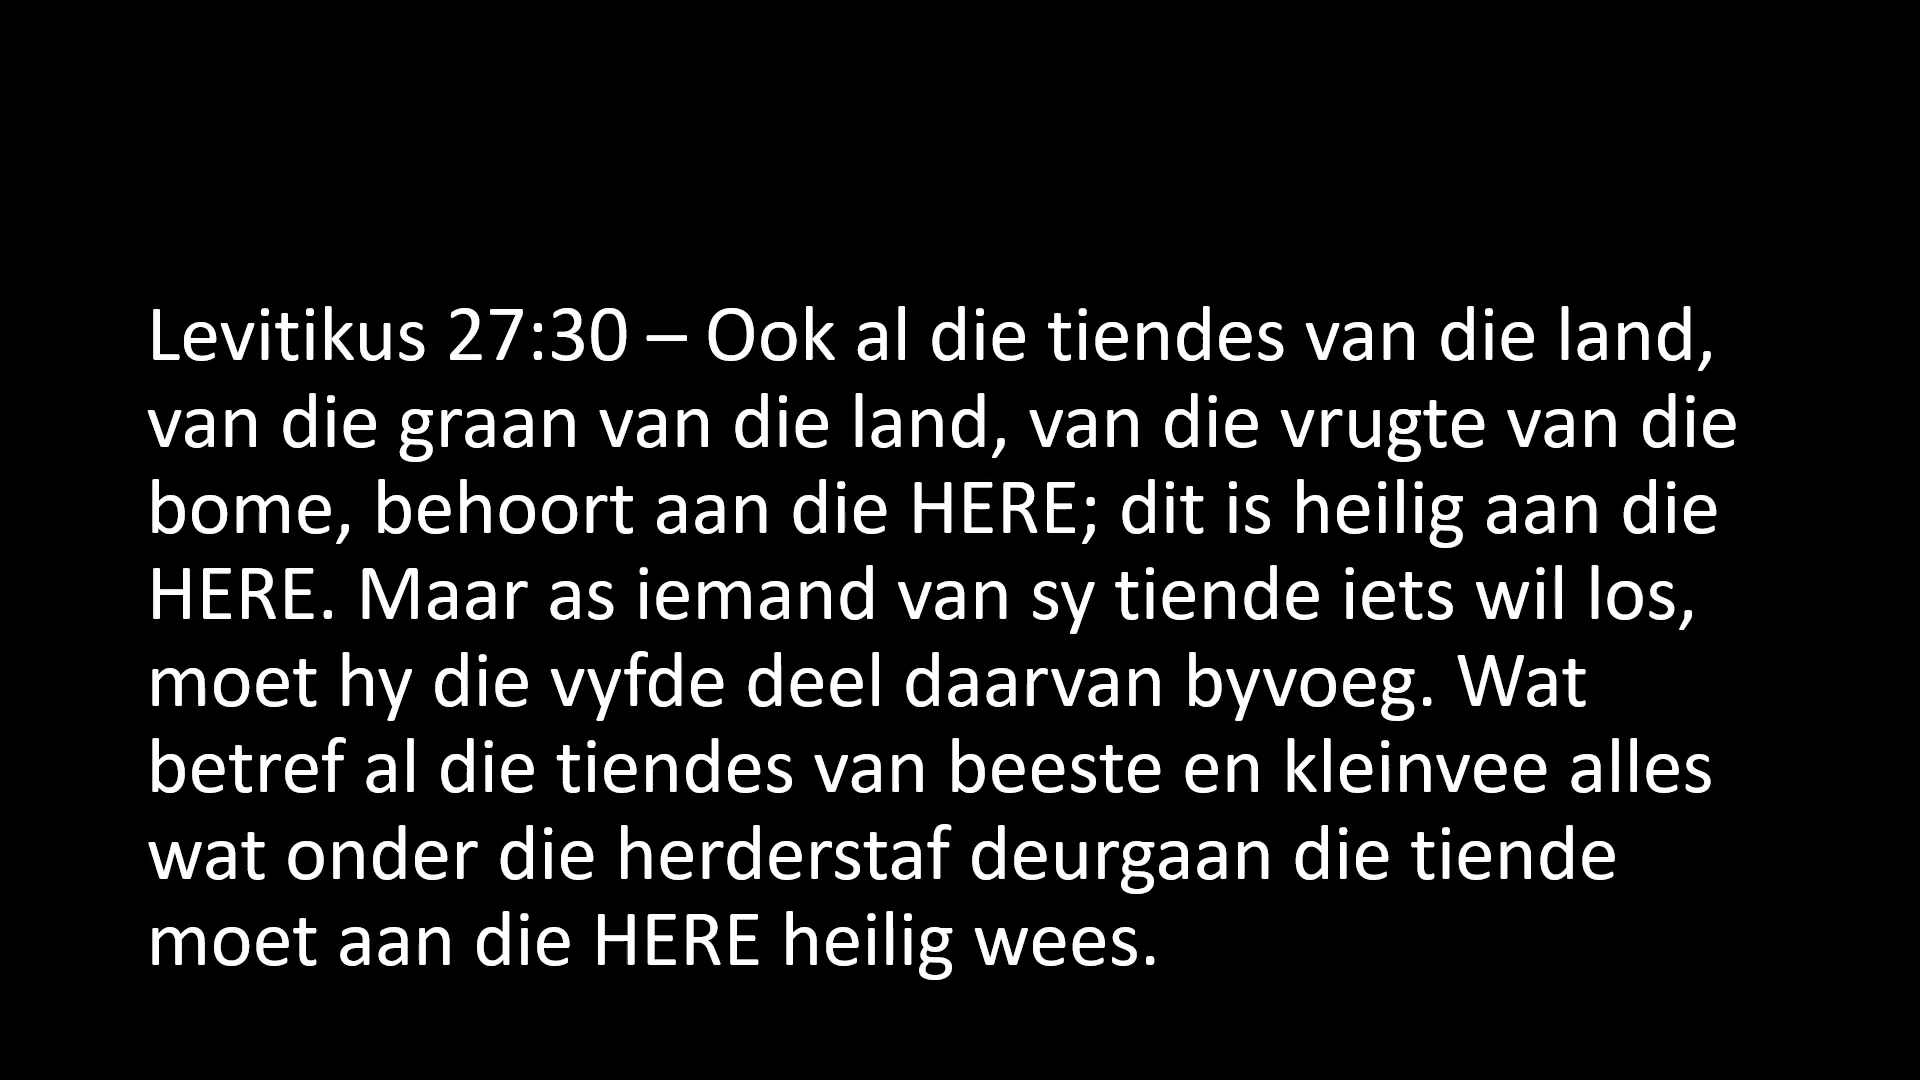 Levitikus 27:30 – Ook al die tiendes van die land,
van die graan van die land, van die vrugte van die
bome, behoort aan die HERE; dit is heilig aan die
HERE. Maar as iemand van sy tiende iets wil los,
moet hy die vyfde deel daarvan byvoeg. Wat
betref al die tiendes van beeste en kleinvee alles
wat onder die herderstaf deurgaan die tiende
moet aan die HERE heilig wees.